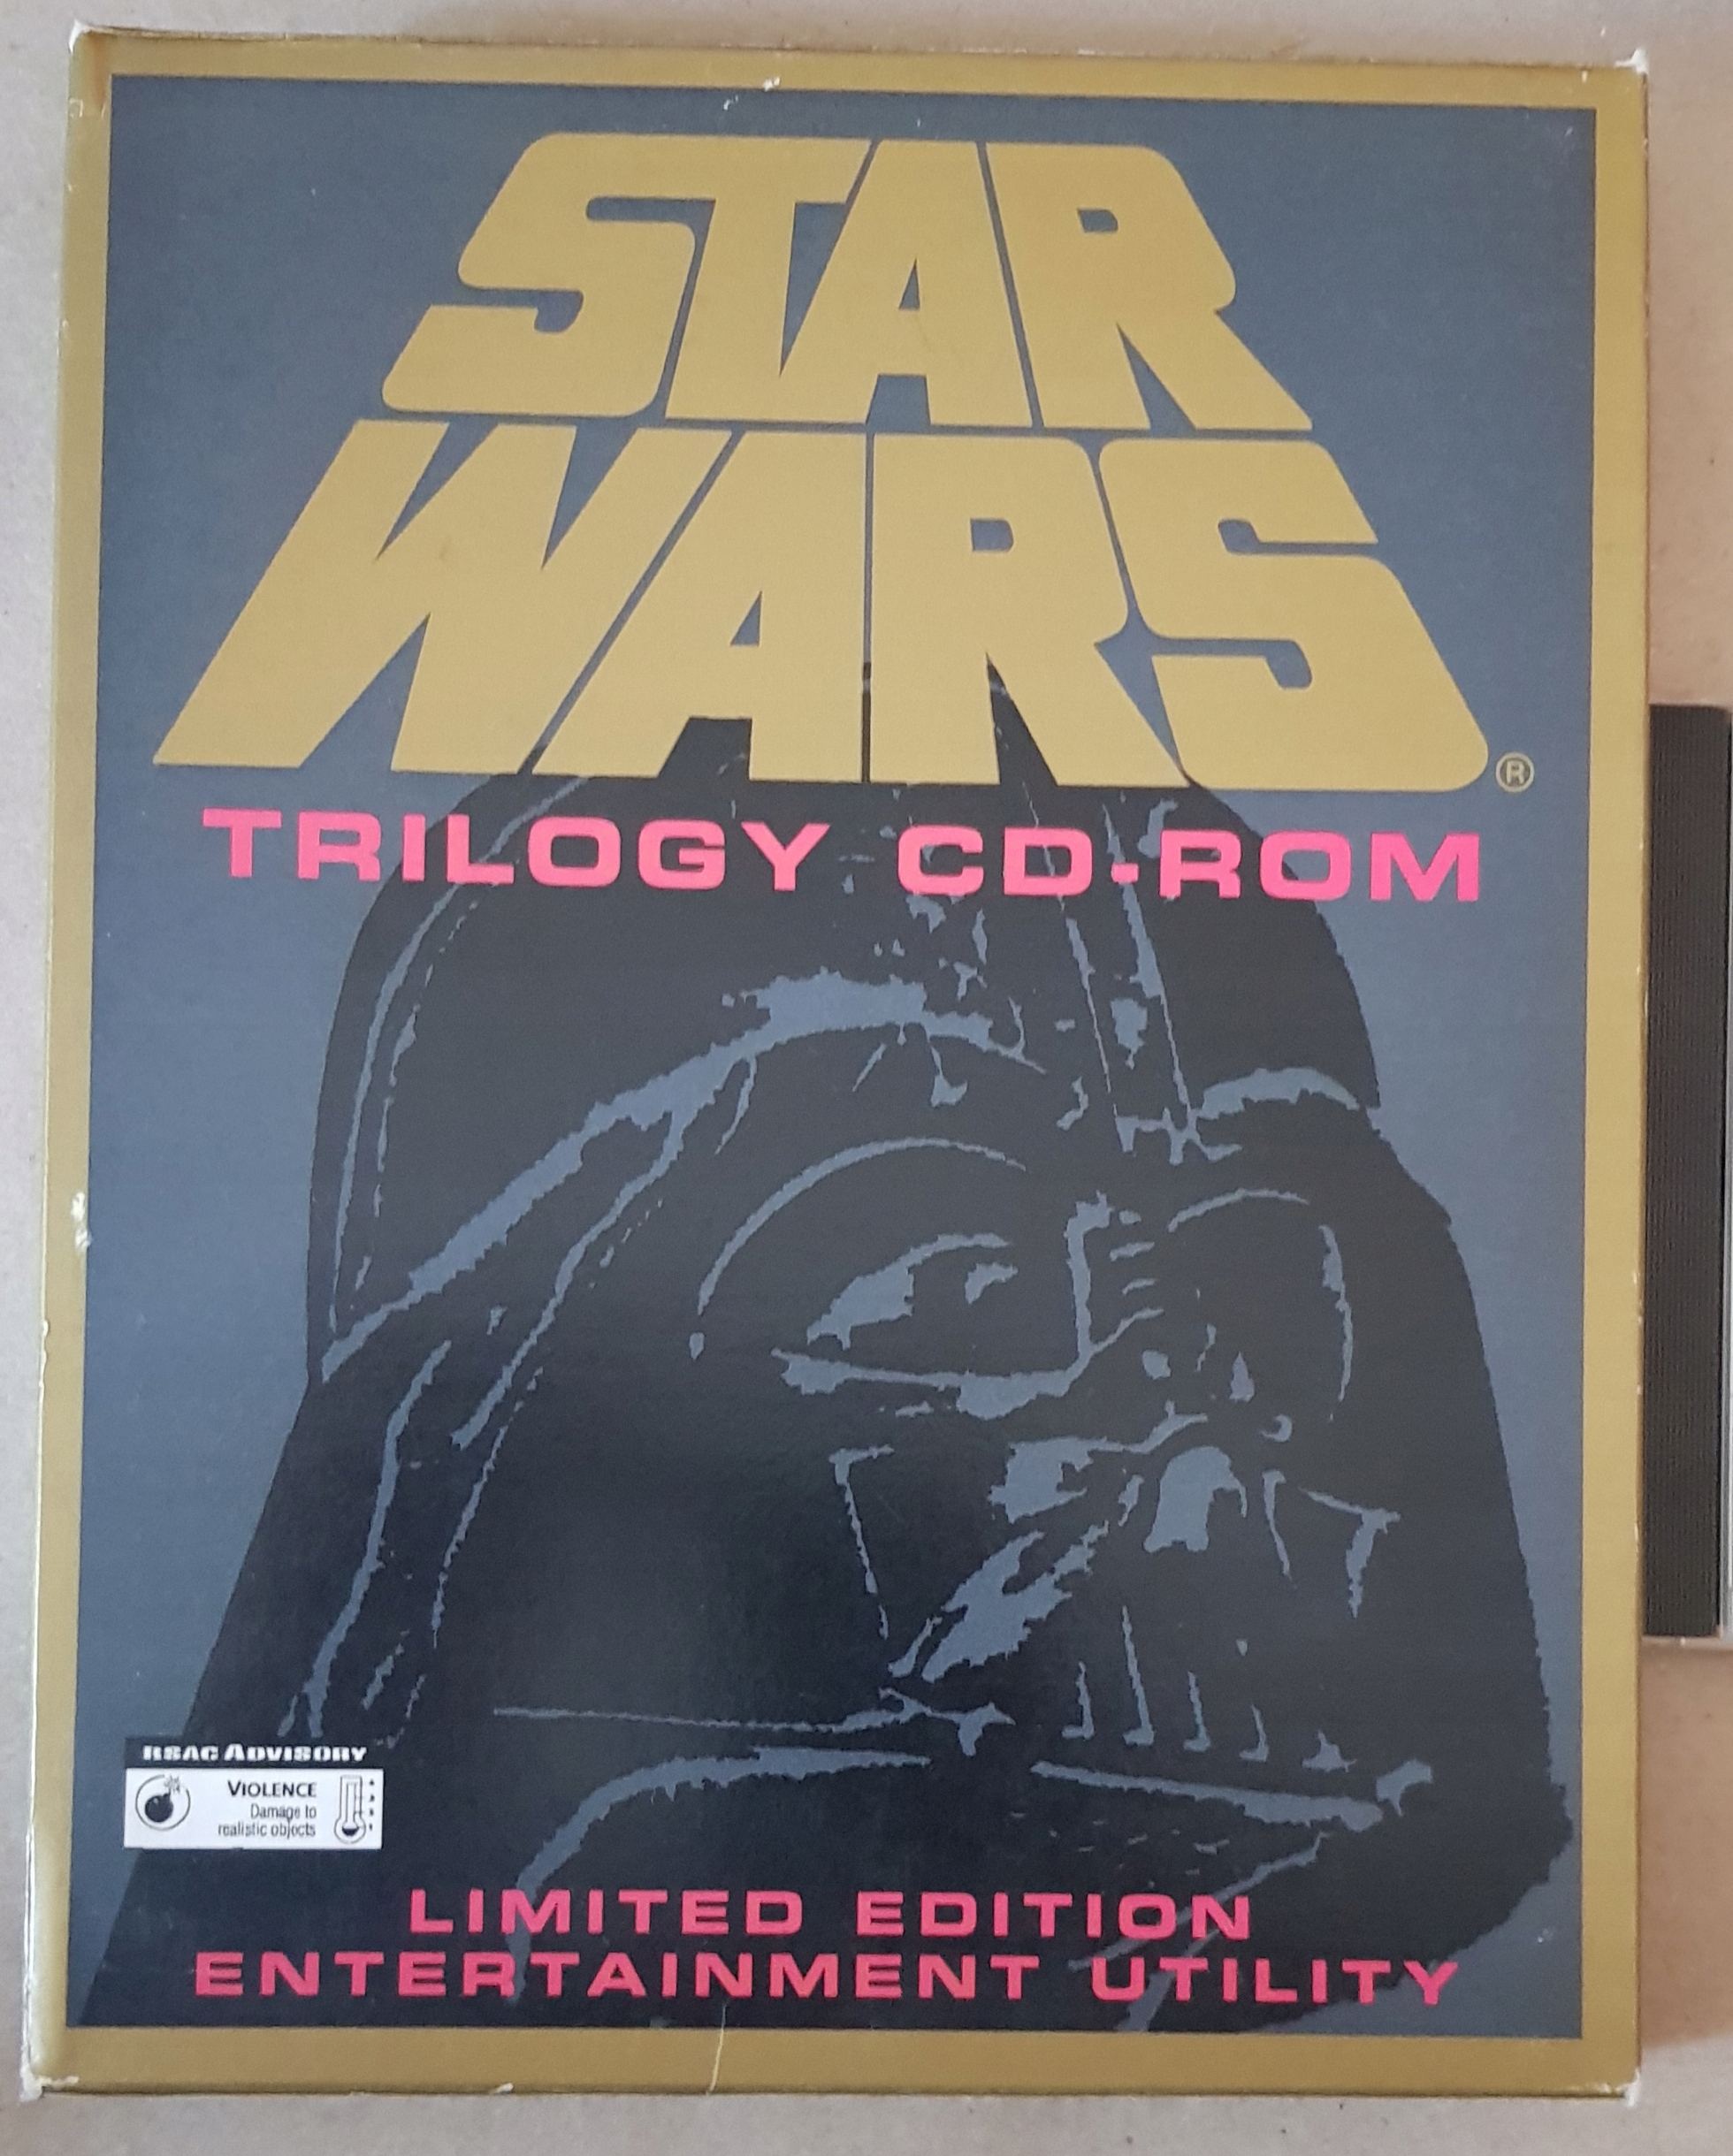 STAR
WARS®
TRILOGY CD-ROM
RSAC ADVISORY
VIOLENCE
Damage to
realistic objects
LIMITED EDITION
ENTERTAINMENT UTILITY